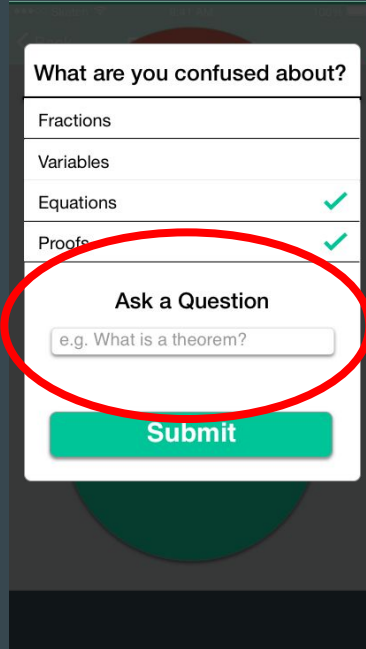 What are you confused about?
Fractions
Variables
Equations
Proofs
Ask a Question
e.g. What is a theorem?
Submit